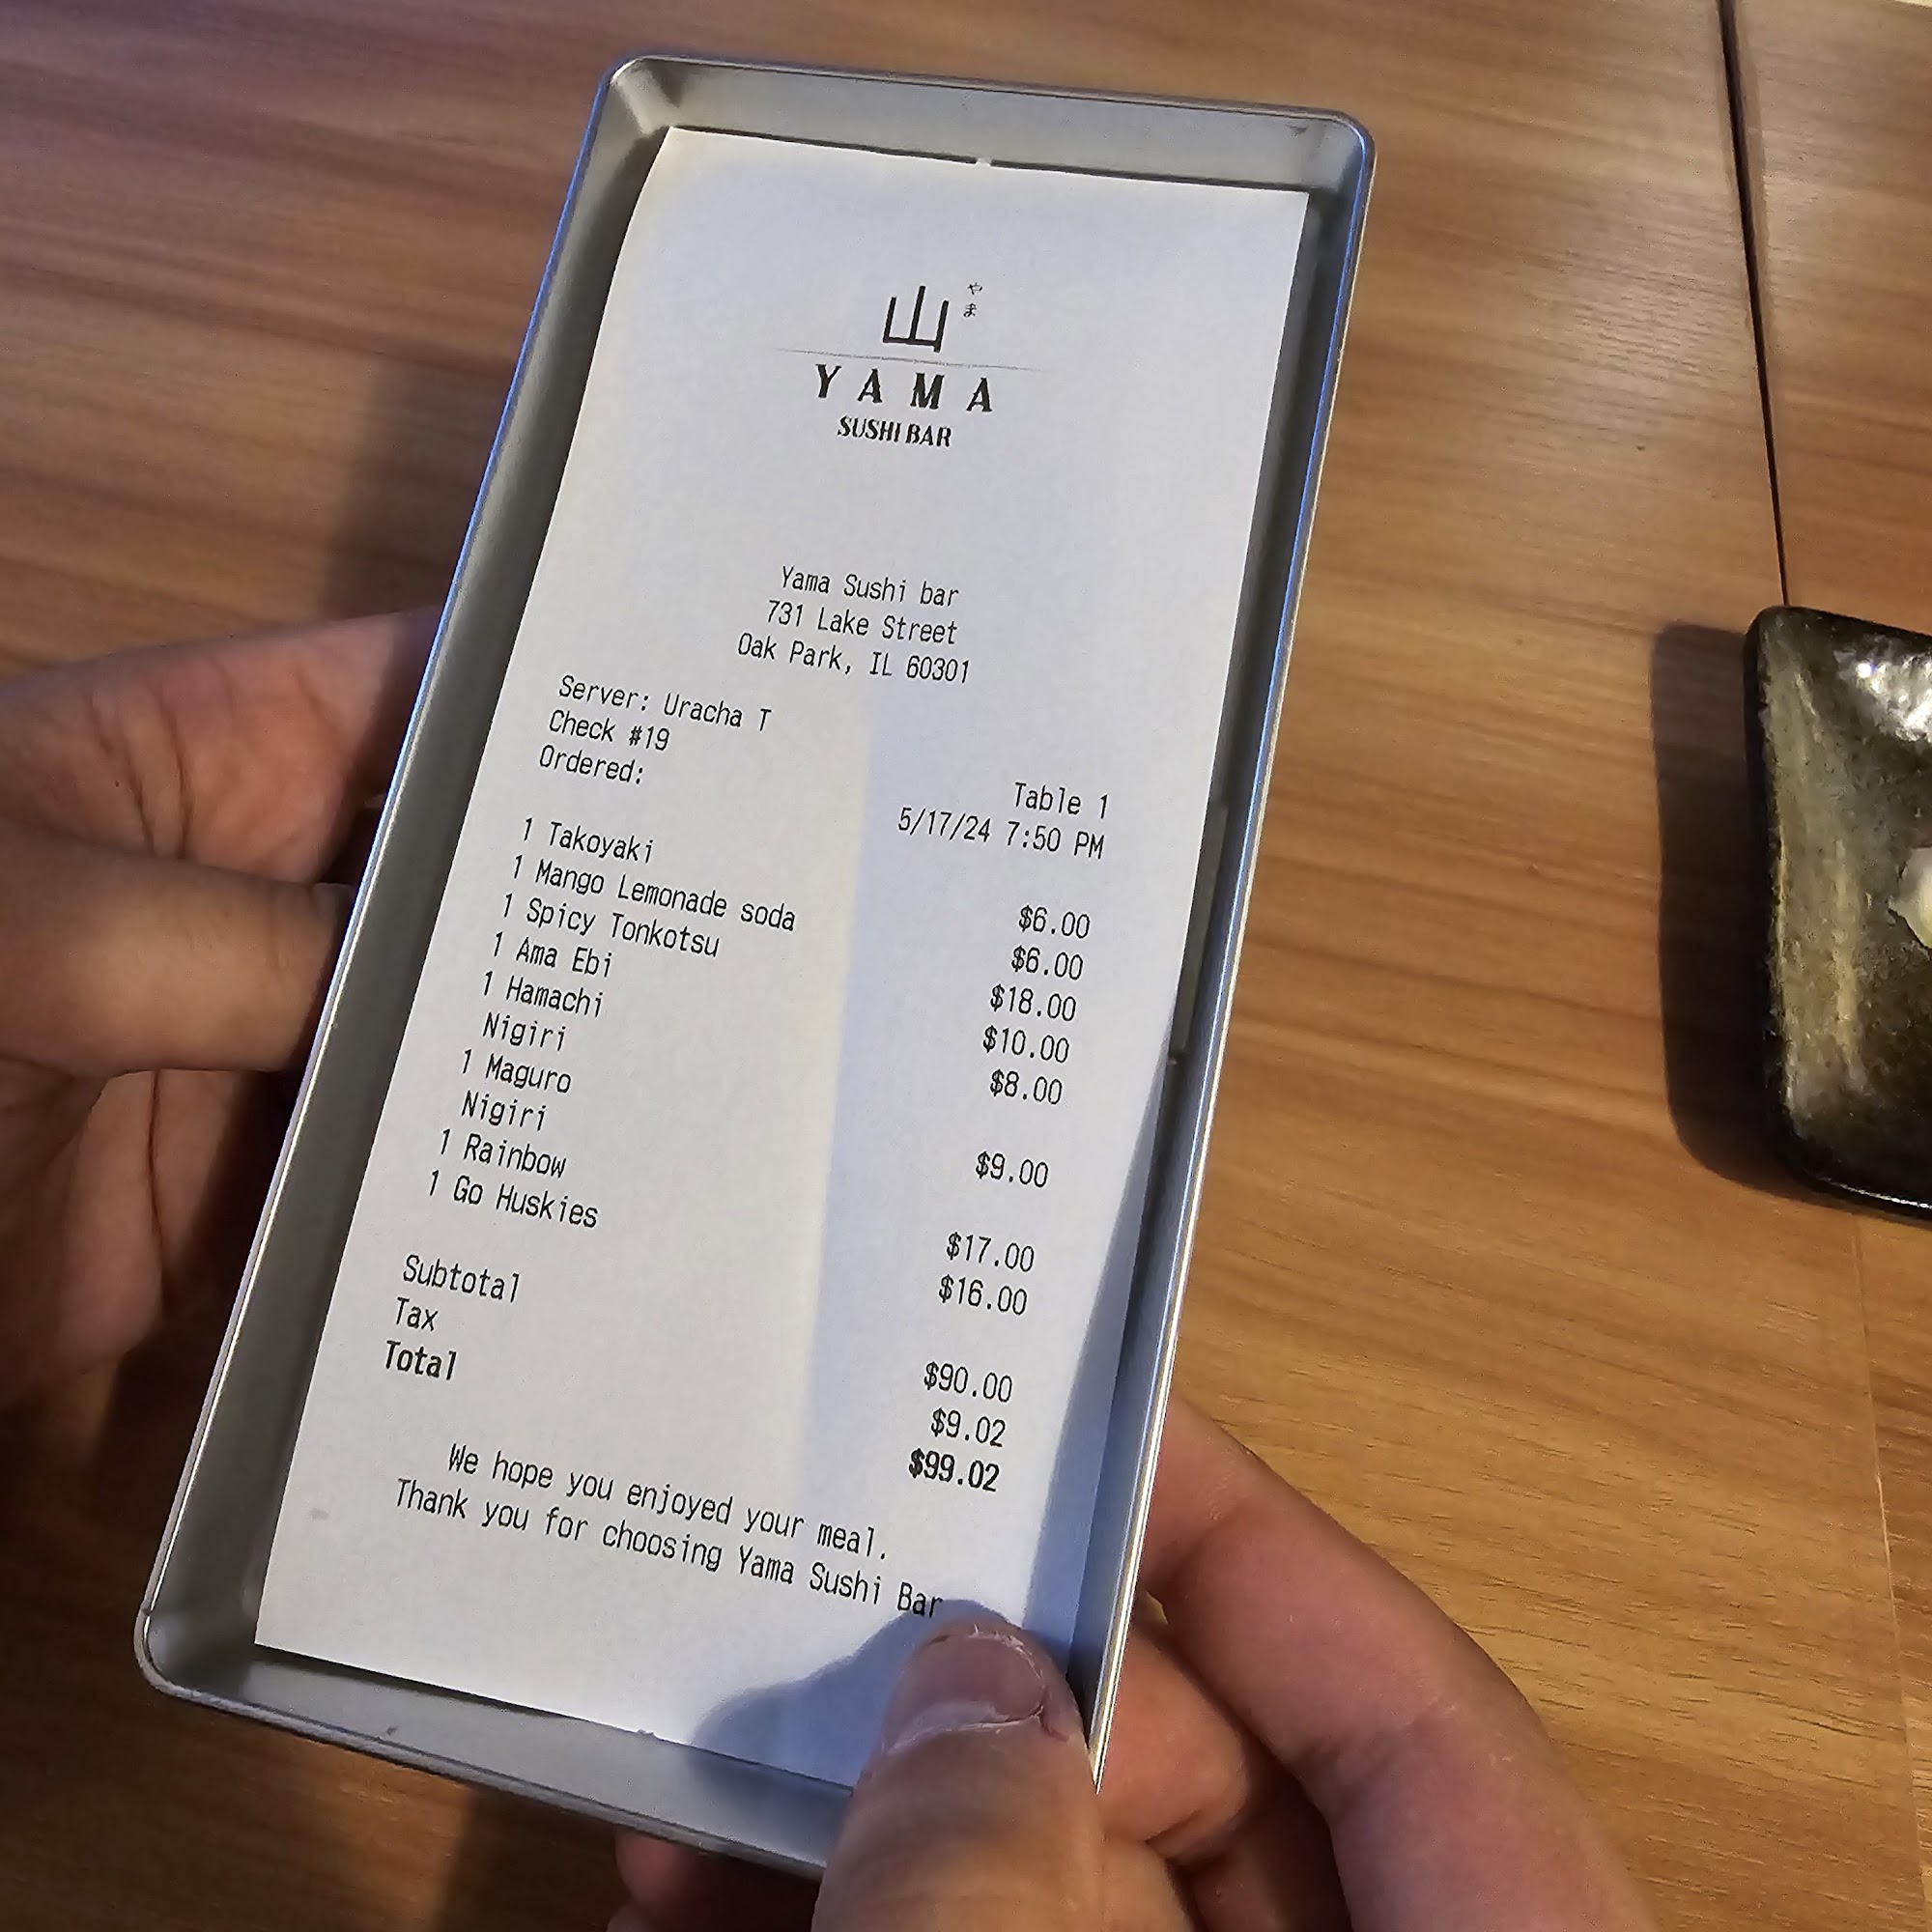 山 やま
YAMA
SUSHI BAR
Yama Sushi bar
731 Lake Street
Oak Park, IL 60301
Server: Uracha T
Check #19 Table 1
Ordered: 5/17/24 7:50 PM
1 Takoyaki $6.00
1 Mango Lemonade soda $6.00
1 Spicy Tonkotsu $18.00
1 Ama Ebi $10.00
1 Hamachi $8.00
Nigiri
1 Maguro $9.00
Nigiri
1 Rainbow $17.00
1 Go Huskies $16.00
Subtotal $90.00
Tax $9.02
Total $99.02
We hope you enjoyed your meal.
Thank you for choosing Yama Sushi Bar